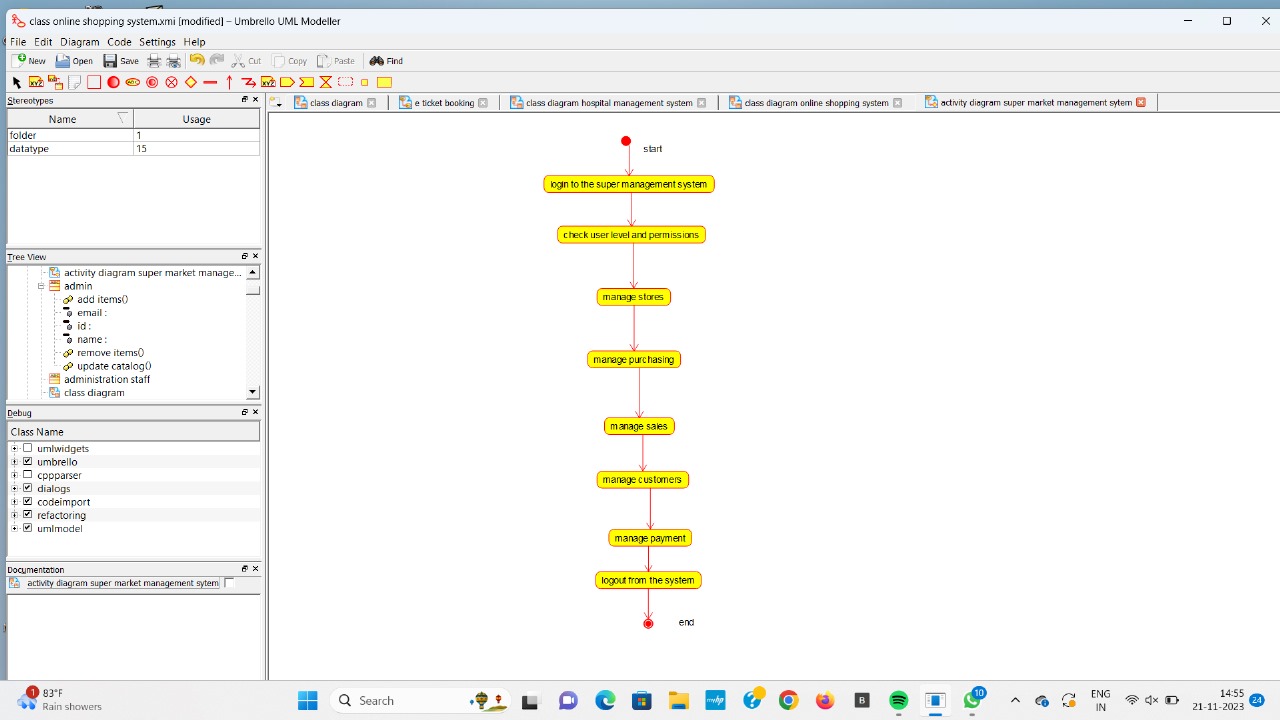 class online shopping system.xmi [modified] – Umbrello UML Modeller
File Edit Diagram Code Settings Help
New Open Save Cut Copy Paste Find
Stereotypes
Name Usage
folder 1
datatype 15
Tree View
activity diagram super market manage...
admin
add items()
email :
id :
name :
remove items()
update catalog()
administration staff
class diagram
Debug
Class Name
umlwidgets
umbrello
cppparser
dialogs
codeimport
refactoring
umlmodel
Documentation
activity diagram super market management sytem
class diagram e ticket booking class diagram hospital management system class diagram online shopping system activity diagram super market management sytem
start
login to the super management system
check user level and permissions
manage stores
manage purchasing
manage sales
manage customers
manage payment
logout from the system
end
1
83°F
Rain showers
Search
myhp
B
10
ENG
IN
14:55
21-11-2023
24